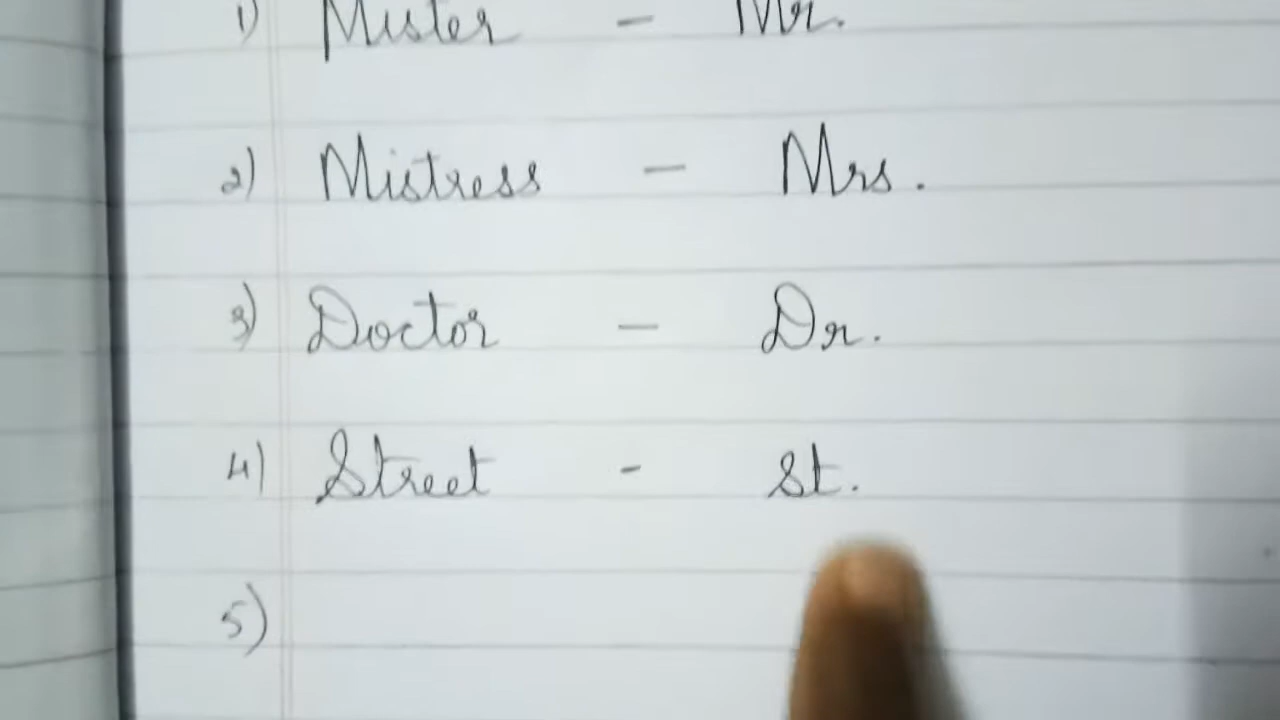 1) Mister - Mr.
2) Mistress - Mrs.
3) Doctor - Dr.
4) Street - St.
5)